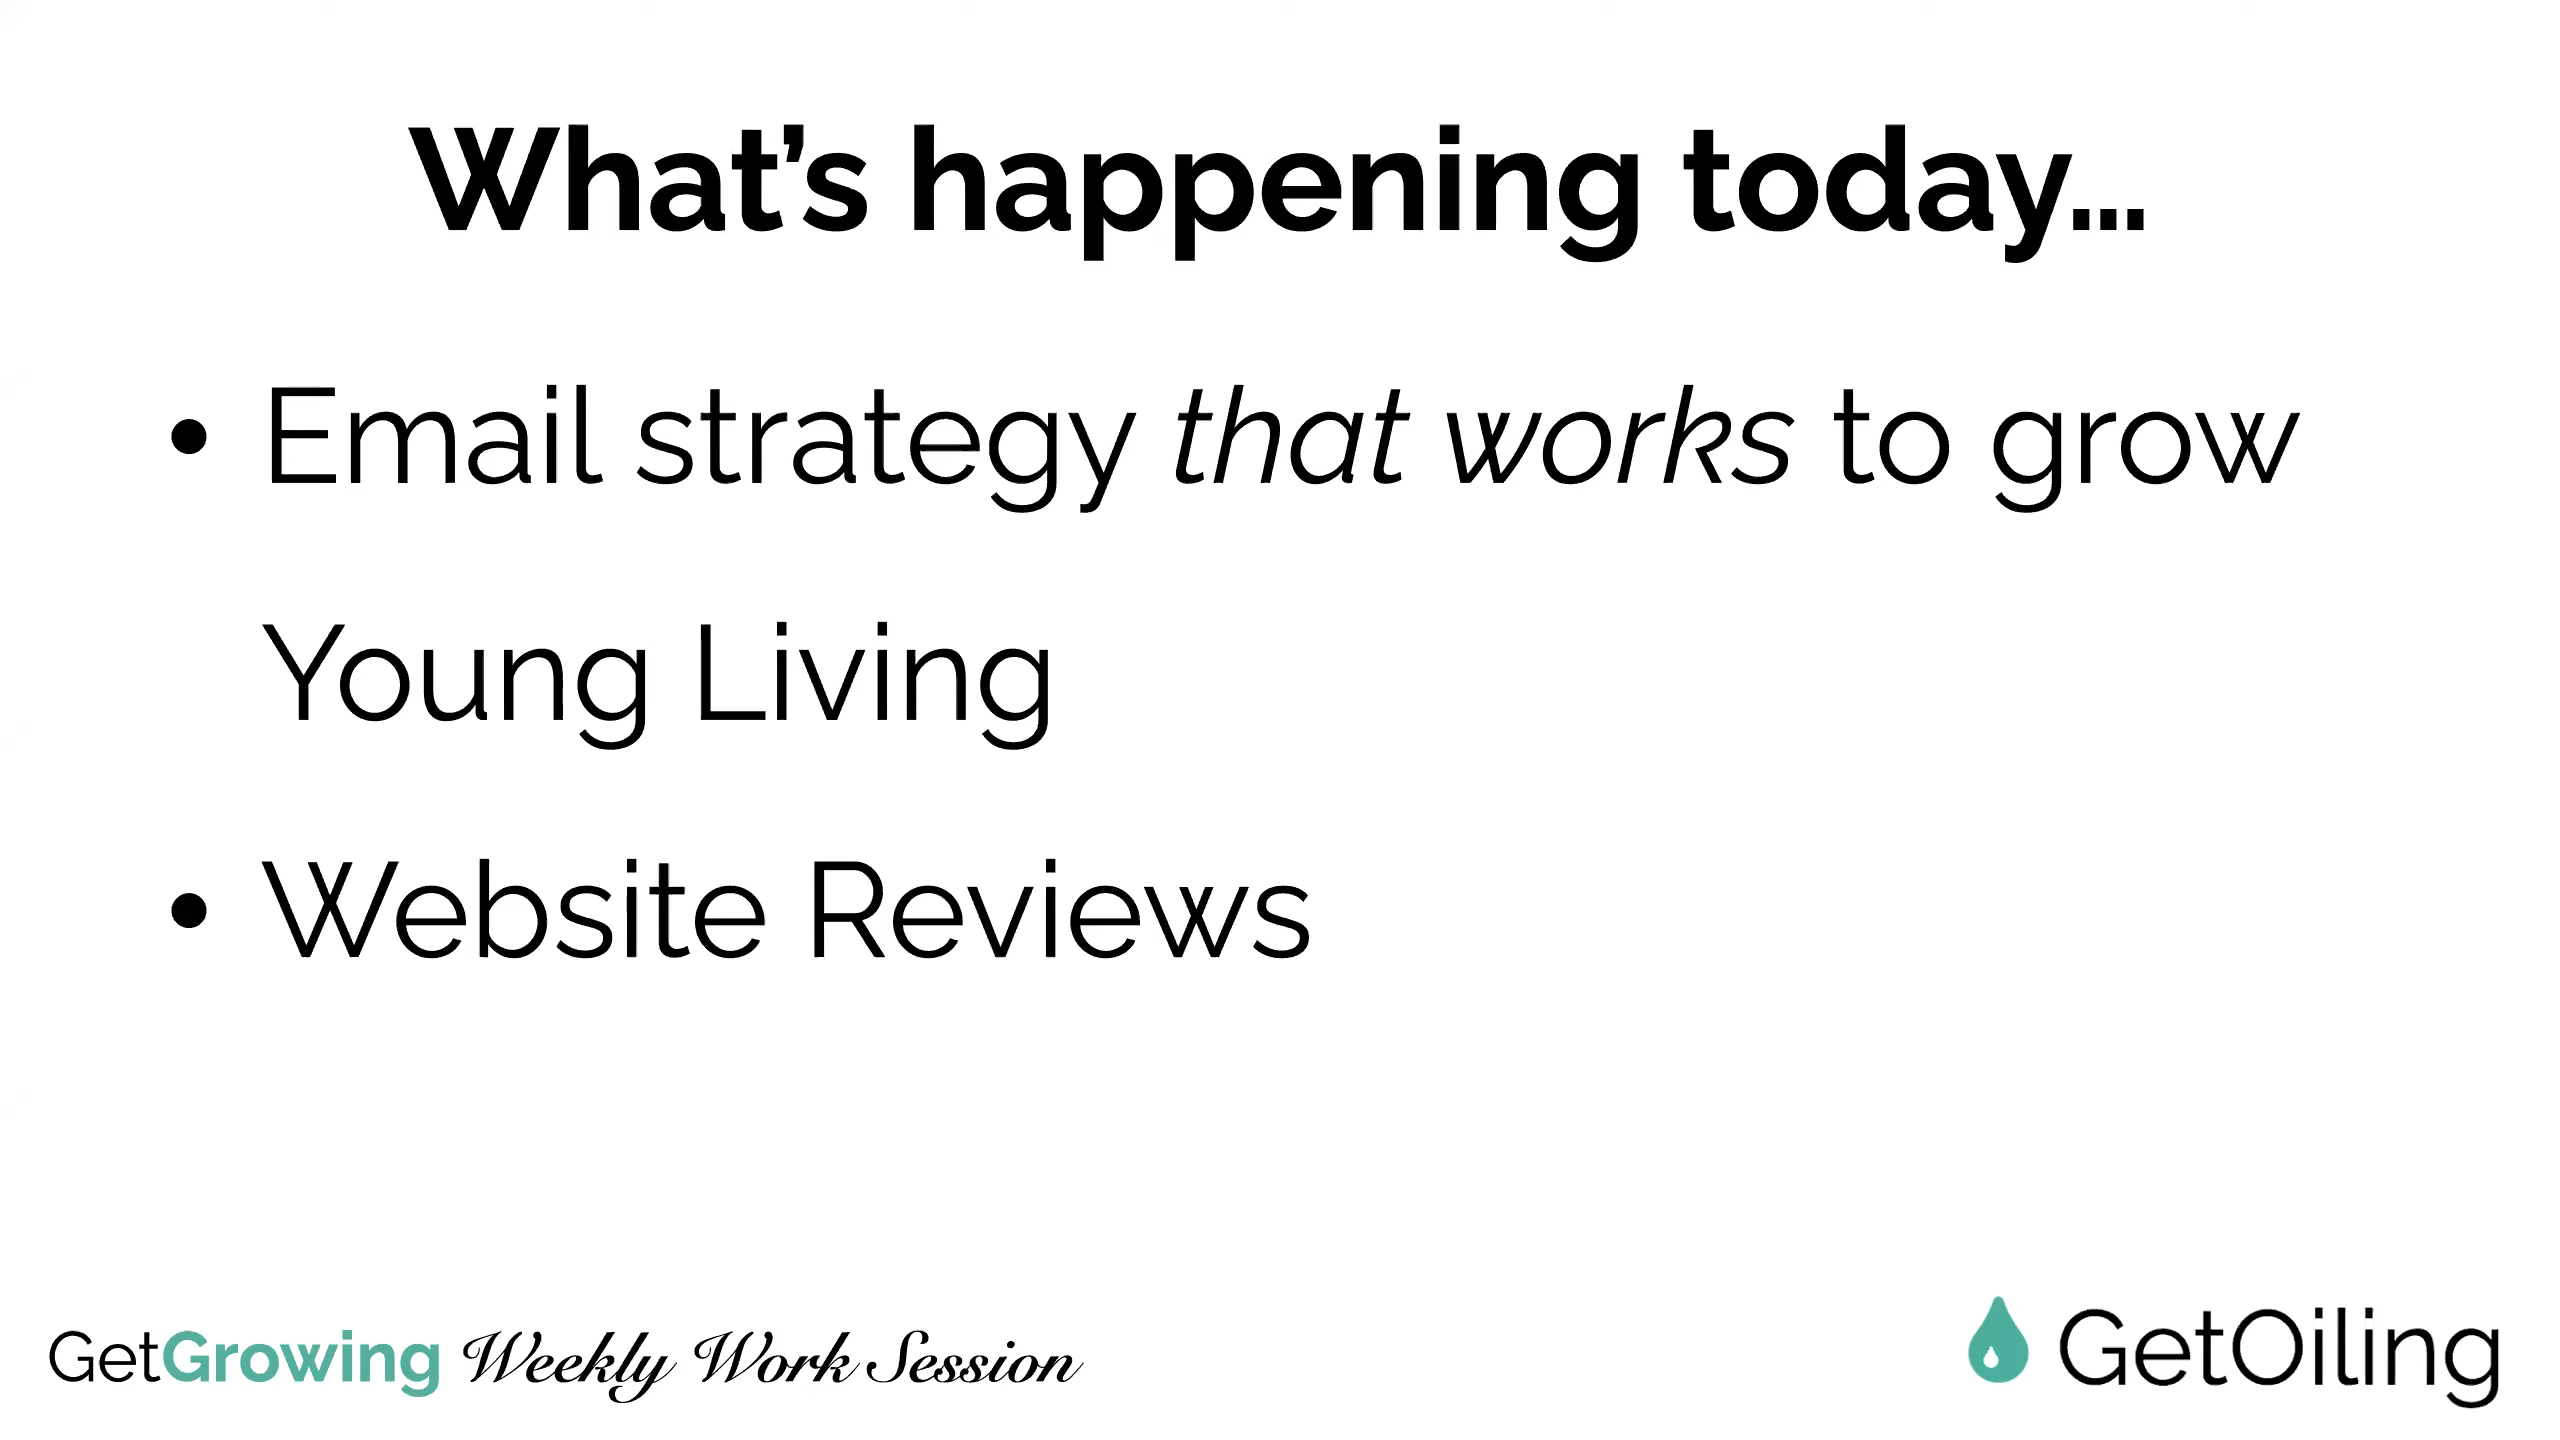 What’s happening today...
• Email strategy that works to grow
Young Living
• Website Reviews
GetGrowing Weekly Work Session
GetOiling